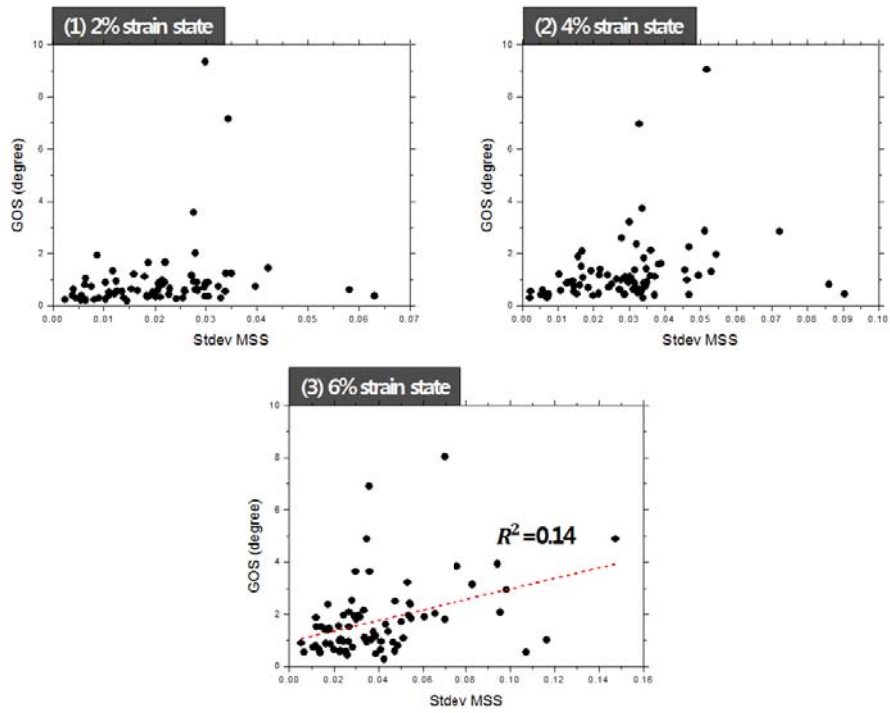 (1) 2% strain state
10
8
6
4
2
0
GOS (degree)
0.00 0.01 0.02 0.03 0.04 0.05 0.06 0.07
Stdev MSS
(2) 4% strain state
10
8
6
4
2
0
GOS (degree)
0.00 0.01 0.02 0.03 0.04 0.05 0.06 0.07 0.08 0.09 0.10
Stdev MSS
(3) 6% strain state
10
8
6
4
2
0
GOS (degree)
R²=0.14
0.00 0.02 0.04 0.06 0.08 0.10 0.12 0.14 0.16
Stdev MSS